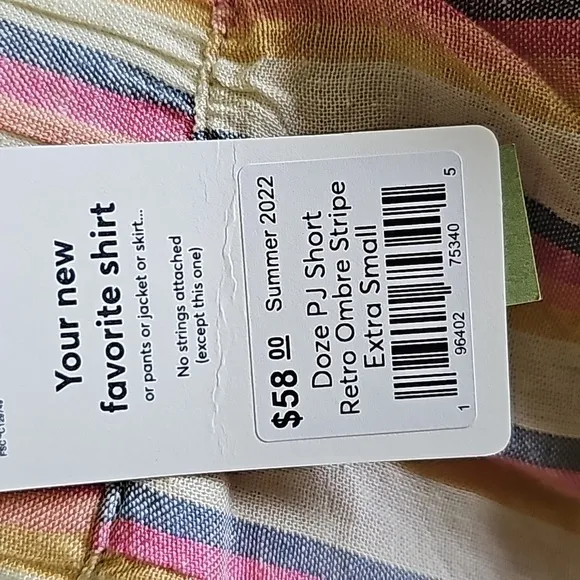 Your new
favorite shirt
or pants or jacket or skirt...
No strings attached
(except this one)
$58 00 Summer 2022
Doze PJ Short
Retro Ombre Stripe
Extra Small
1 96402 75340 5